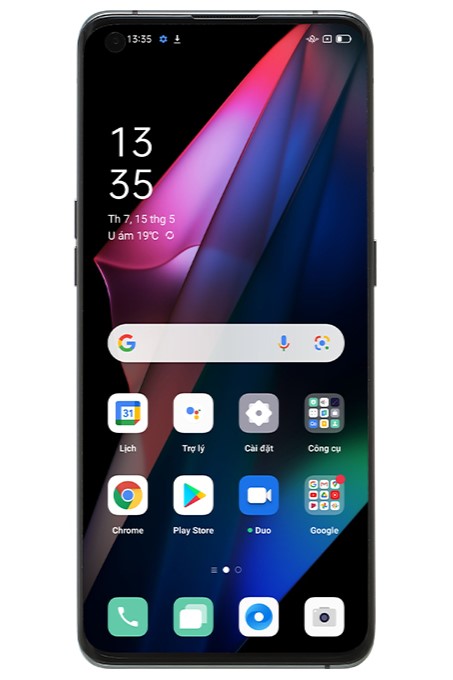 13:35
13
35
Th 7, 15 thg 5
U ám 19°C
G
31
Lịch
Trợ lý
Cài đặt
Công cụ
Chrome
Play Store
Duo
Google